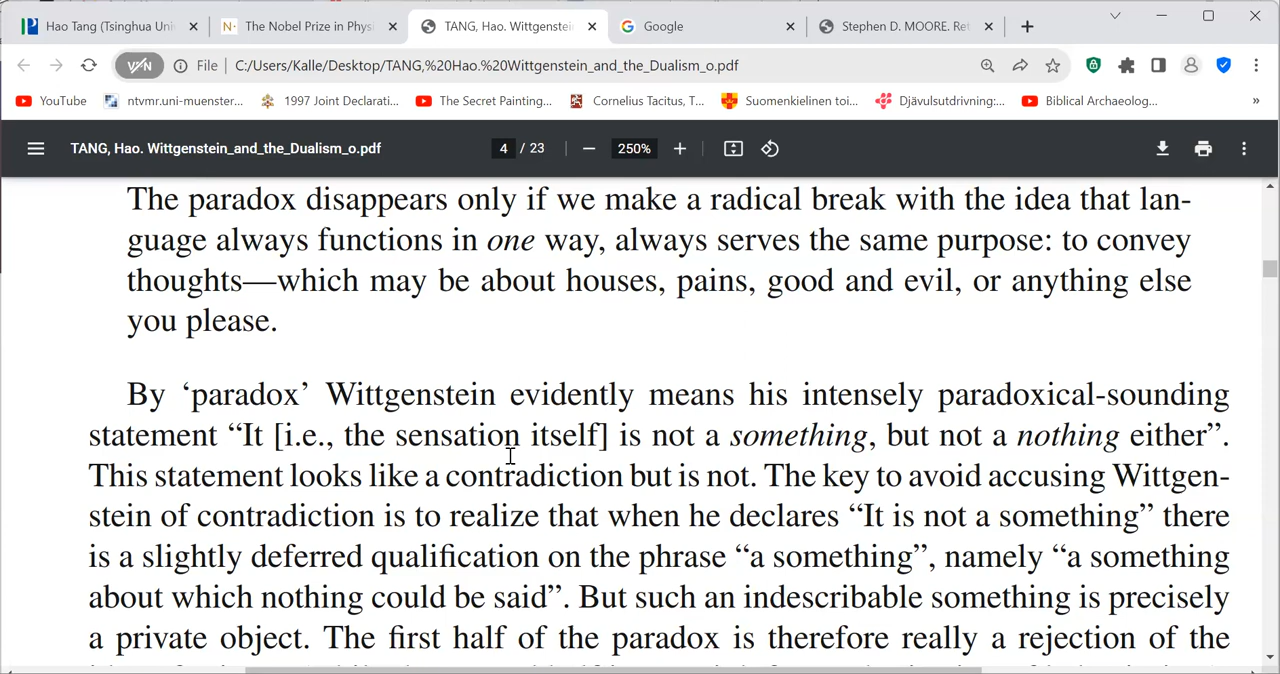 Hao Tang (Tsinghua Uni
The Nobel Prize in Physi
TANG, Hao. Wittgenstein
Google
Stephen D. MOORE. Ret
VPN
File
C:/Users/Kalle/Desktop/TANG,%20Hao.%20Wittgenstein_and_the_Dualism_o.pdf
YouTube
ntvmr.uni-muenster...
1997 Joint Declarati...
The Secret Painting...
Cornelius Tacitus, T...
Suomenkielinen toi...
Djävulsutdrivning:...
Biblical Archaeolog...
»
TANG, Hao. Wittgenstein_and_the_Dualism_o.pdf
4 / 23
250%
The paradox disappears only if we make a radical break with the idea that lan-
guage always functions in one way, always serves the same purpose: to convey
thoughts—which may be about houses, pains, good and evil, or anything else
you please.
By ‘paradox’ Wittgenstein evidently means his intensely paradoxical-sounding
statement “It [i.e., the sensation itself] is not a something, but not a nothing either”.
This statement looks like a contradiction but is not. The key to avoid accusing Wittgen-
stein of contradiction is to realize that when he declares “It is not a something” there
is a slightly deferred qualification on the phrase “a something”, namely “a something
about which nothing could be said”. But such an indescribable something is precisely
a private object. The first half of the paradox is therefore really a rejection of the